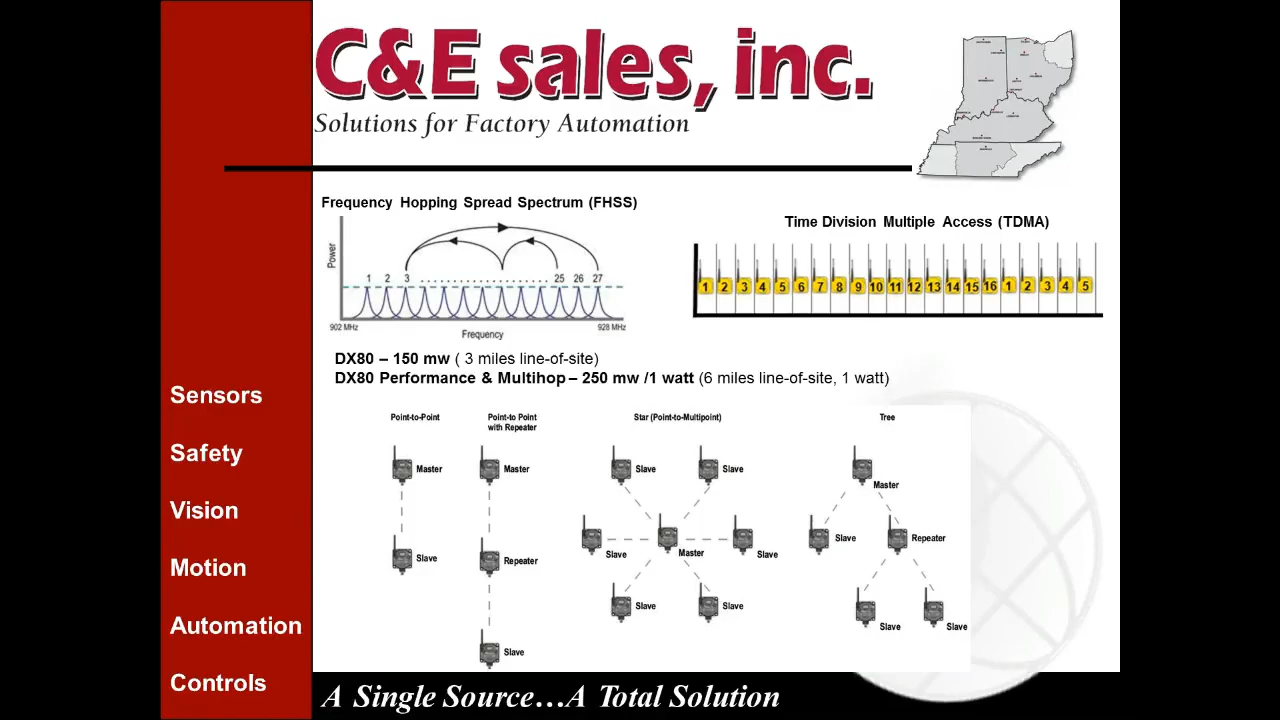 C&E sales, inc.
Solutions for Factory Automation
Frequency Hopping Spread Spectrum (FHSS)
Power
1 2 3 25 26 27
902 MHz 928 MHz
Frequency
Time Division Multiple Access (TDMA)
1 2 3 4 5 6 7 8 9 10 11 12 13 14 15 16 1 2 3 4 5
DX80 – 150 mw ( 3 miles line-of-site)
DX80 Performance & Multihop – 250 mw /1 watt (6 miles line-of-site, 1 watt)
Point-to-Point
Master
Slave
Point-to Point
with Repeater
Master
Repeater
Slave
Star (Point-to-Multipoint)
Slave Slave
Slave Master Slave
Slave Slave
Tree
Master
Slave Repeater
Slave Slave
Sensors
Safety
Vision
Motion
Automation
Controls
A Single Source…A Total Solution